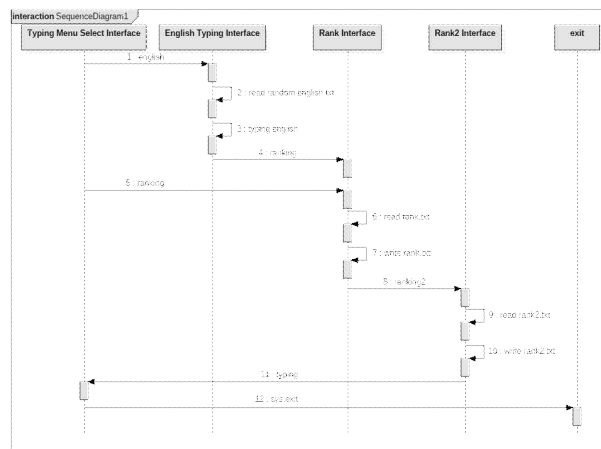 interaction SequenceDiagram1
Typing Menu Select Interface
English Typing Interface
Rank Interface
Rank2 Interface
exit
1 : english
2 : read random english.txt
3 : typing english
4 : ranking
5 : ranking
6 : read rank.txt
7 : write rank.txt
8 : ranking2
9 : read rank2.txt
10 : write rank2.txt
11 : typing
12 : sys.exit